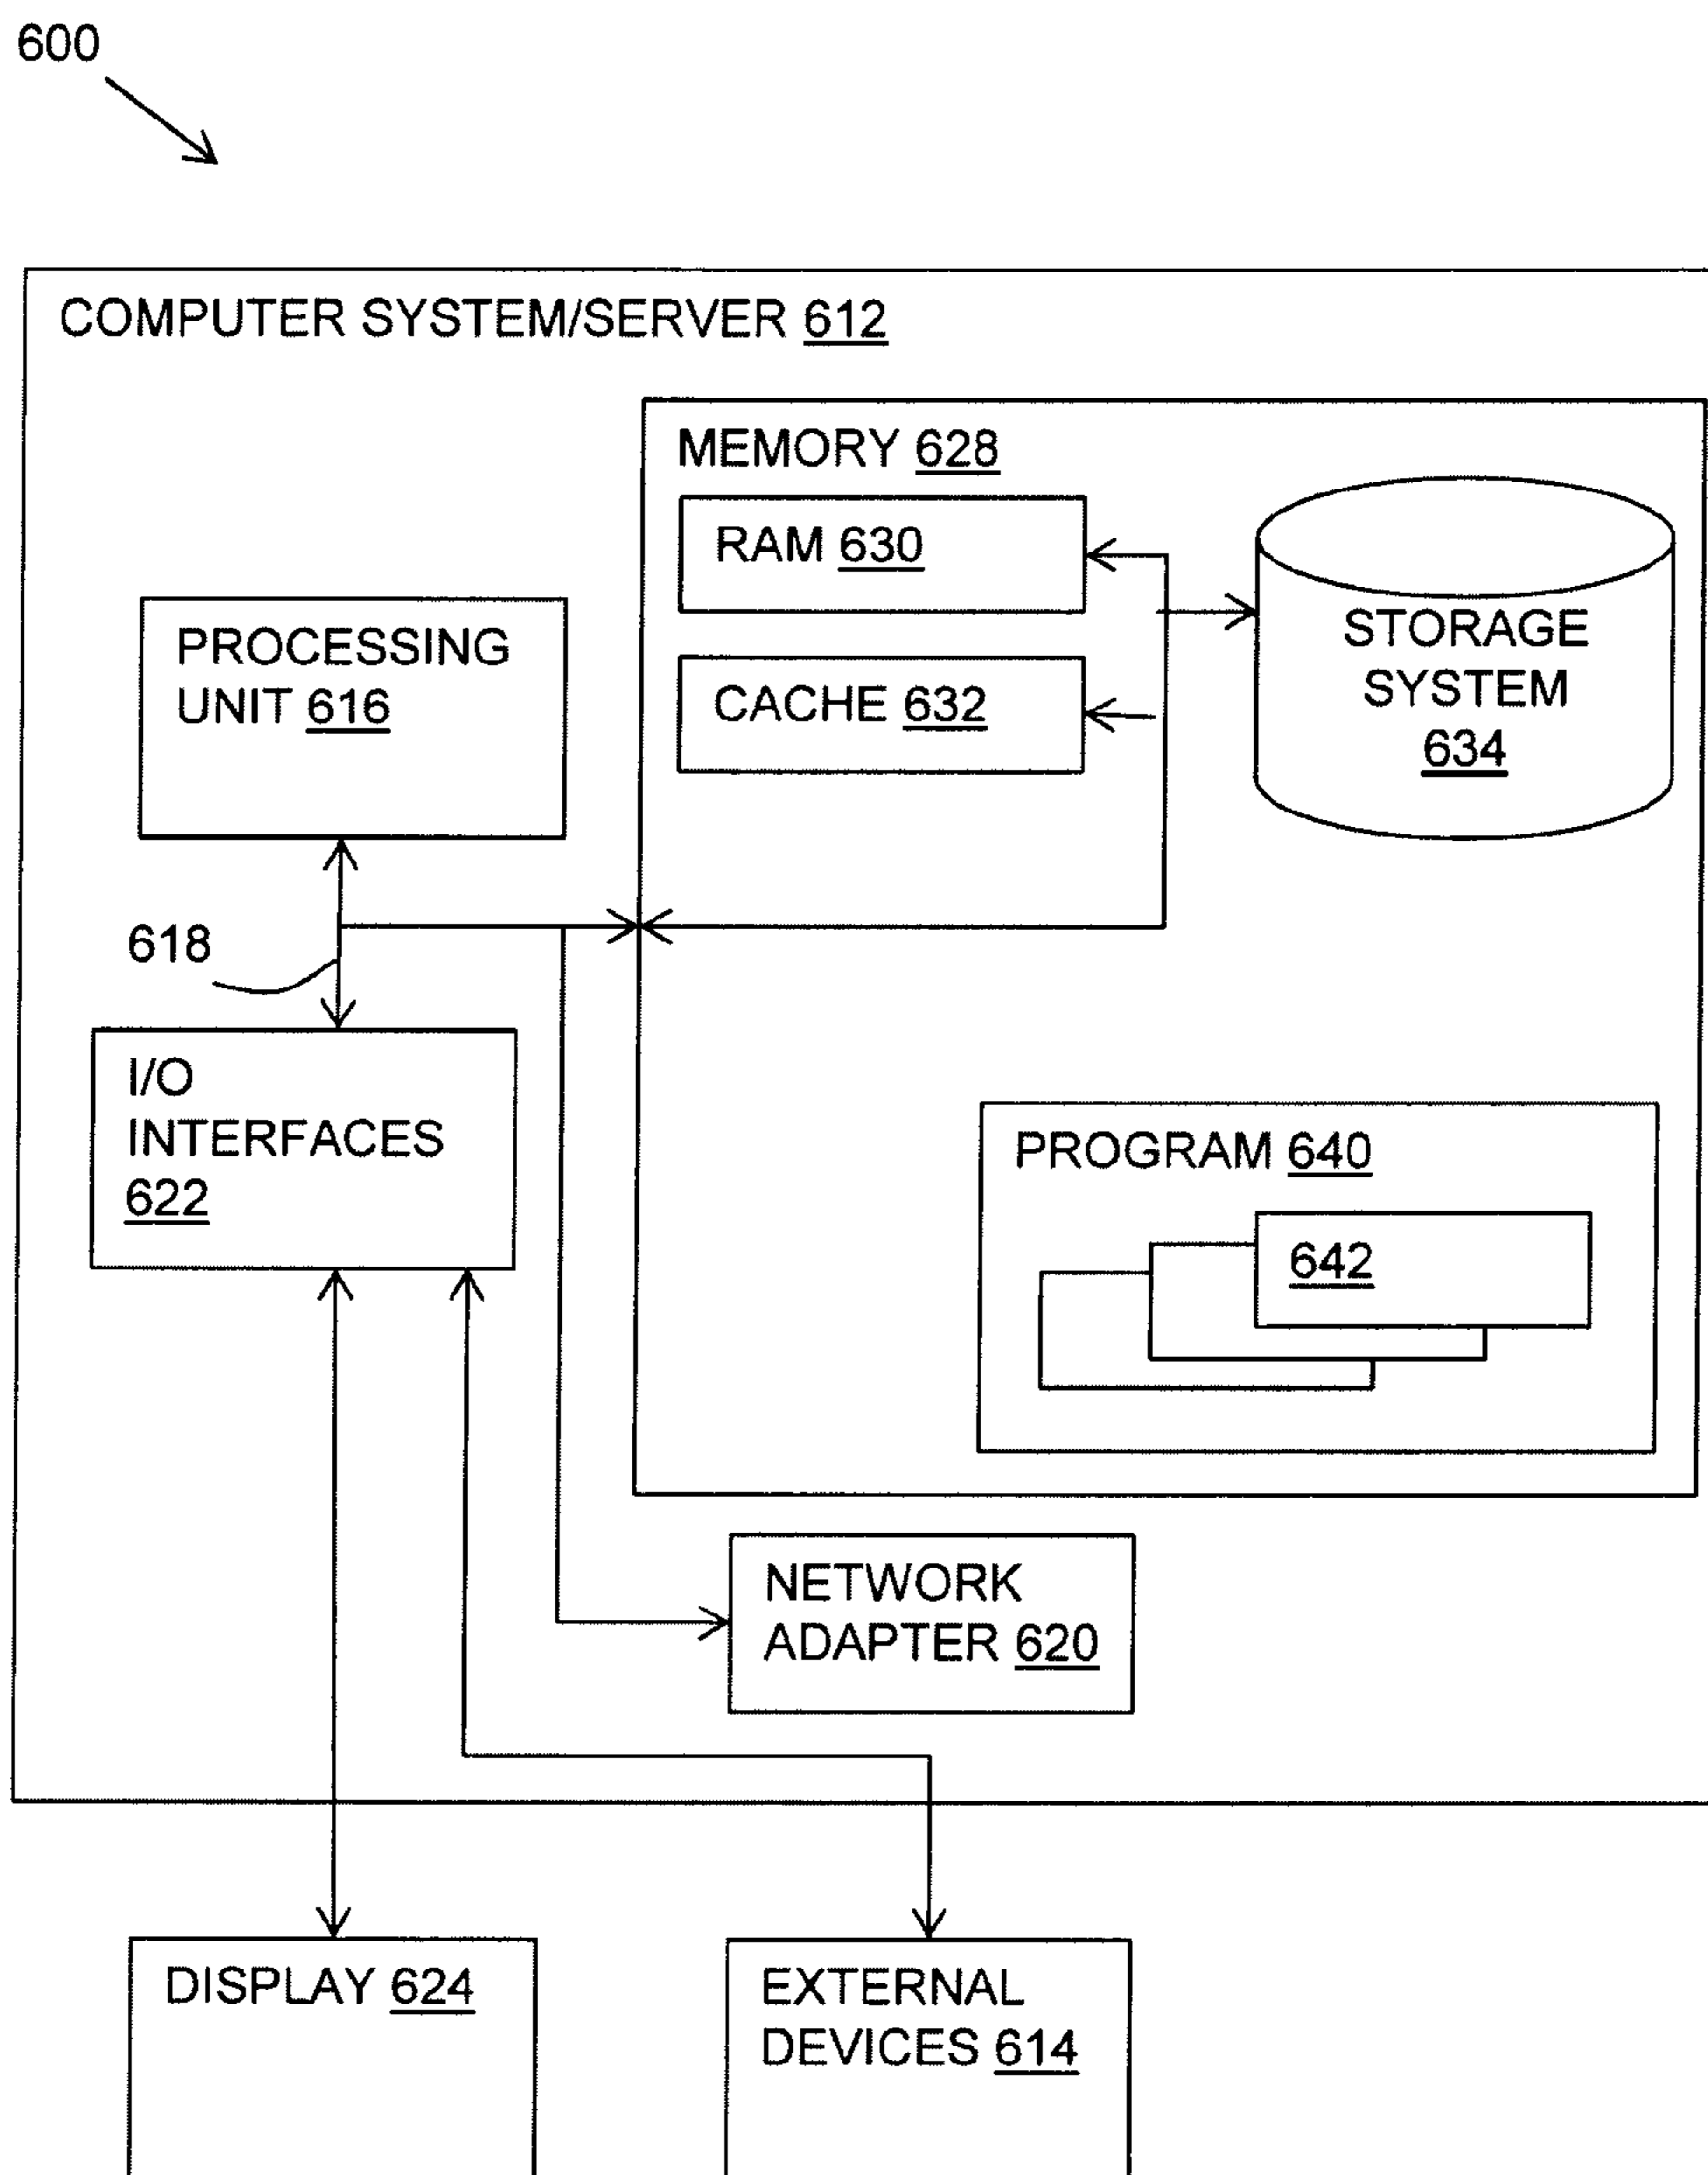 600
COMPUTER SYSTEM/SERVER 612
MEMORY 628
RAM 630
CACHE 632
STORAGE
SYSTEM
634
PROCESSING
UNIT 616
618
I/O
INTERFACES
622
PROGRAM 640
642
NETWORK
ADAPTER 620
DISPLAY 624
EXTERNAL
DEVICES 614